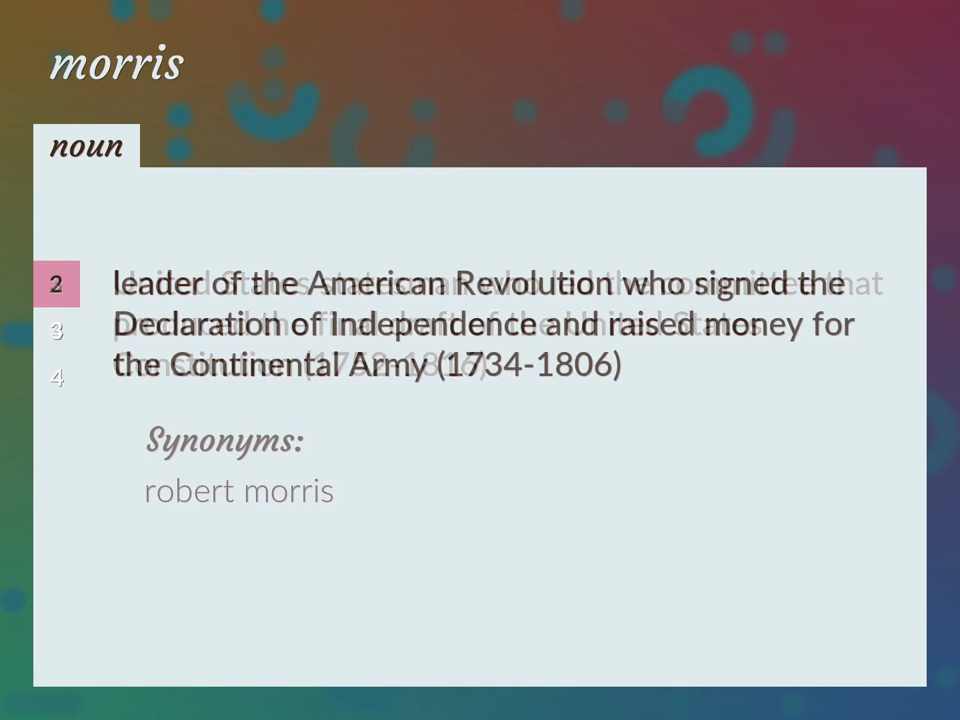 morris
noun
2
leader of the American Revolution who signed the
Declaration of Independence and raised money for
the Continental Army (1734-1806)
3
4
Synonyms:
robert morris